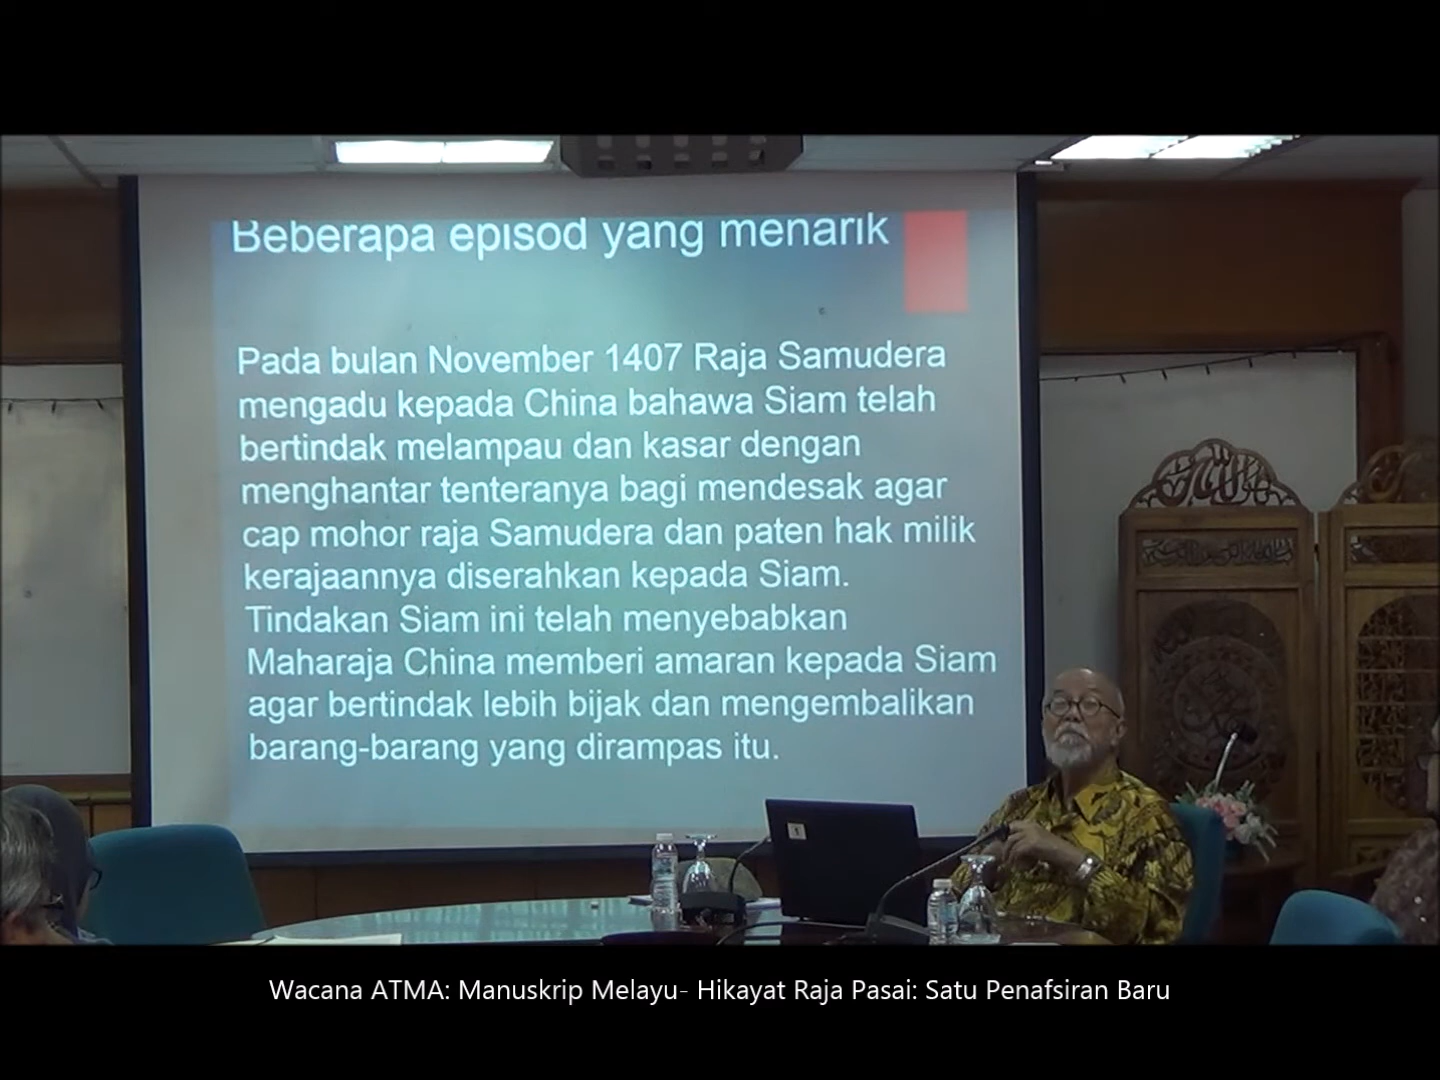 Beberapa episod yang menarik
Pada bulan November 1407 Raja Samudera
mengadu kepada China bahawa Siam telah
bertindak melampau dan kasar dengan
menghantar tenteranya bagi mendesak agar
cap mohor raja Samudera dan paten hak milik
kerajaannya diserahkan kepada Siam.
Tindakan Siam ini telah menyebabkan
Maharaja China memberi amaran kepada Siam
agar bertindak lebih bijak dan mengembalikan
barang-barang yang dirampas itu.
Wacana ATMA: Manuskrip Melayu- Hikayat Raja Pasai: Satu Penafsiran Baru